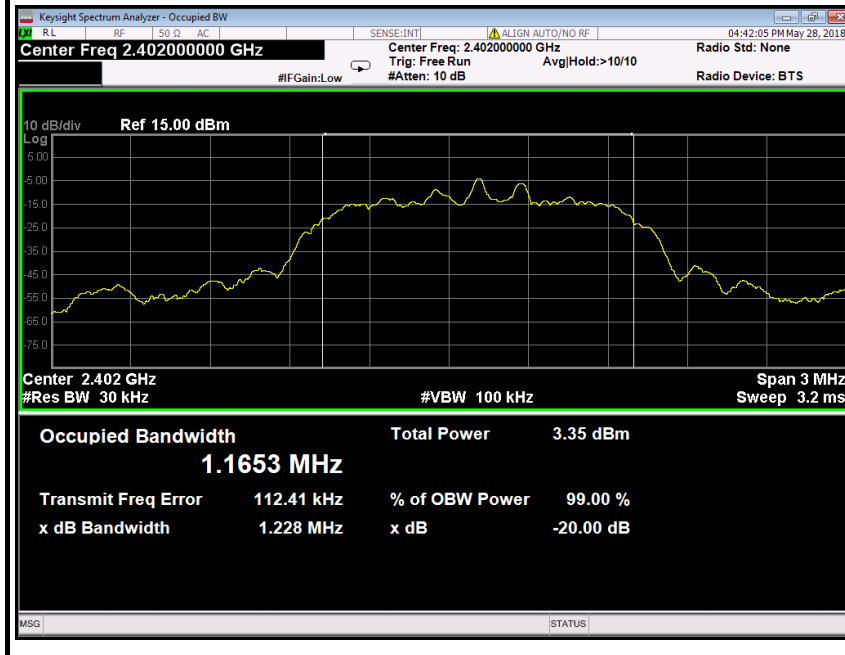 Keysight Spectrum Analyzer - Occupied BW
LXI RL RF 50 Ω AC SENSE:INT ALIGN AUTO/NO RF 04:42:05 PM May 28, 2018
Center Freq 2.402000000 GHz Center Freq: 2.402000000 GHz Radio Std: None
Trig: Free Run Avg|Hold:>10/10
#IFGain:Low #Atten: 10 dB Radio Device: BTS
10 dB/div Ref 15.00 dBm
Log
5.00
-5.00
-15.0
-25.0
-35.0
-45.0
-55.0
-65.0
-75.0
Center 2.402 GHz Span 3 MHz
#Res BW 30 kHz #VBW 100 kHz Sweep 3.2 ms
Occupied Bandwidth Total Power 3.35 dBm
1.1653 MHz
Transmit Freq Error 112.41 kHz % of OBW Power 99.00 %
x dB Bandwidth 1.228 MHz x dB -20.00 dB
MSG STATUS